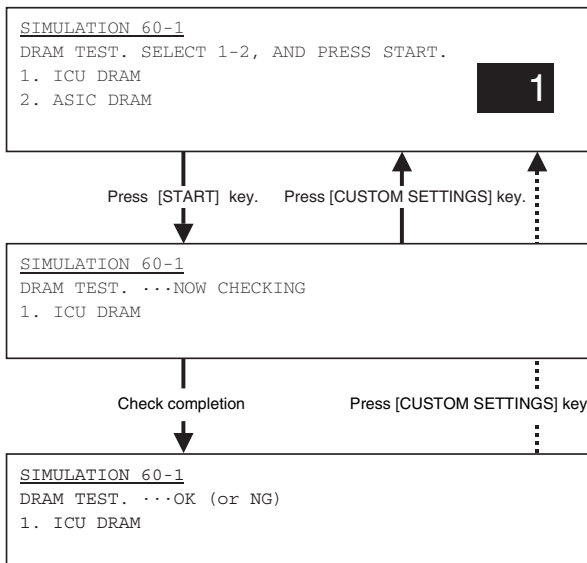 SIMULATION 60-1
DRAM TEST. SELECT 1-2, AND PRESS START.
1. ICU DRAM
2. ASIC DRAM
1
Press [START] key.
Press [CUSTOM SETTINGS] key.
SIMULATION 60-1
DRAM TEST. ···NOW CHECKING
1. ICU DRAM
Check completion
Press [CUSTOM SETTINGS] key
SIMULATION 60-1
DRAM TEST. ···OK (or NG)
1. ICU DRAM